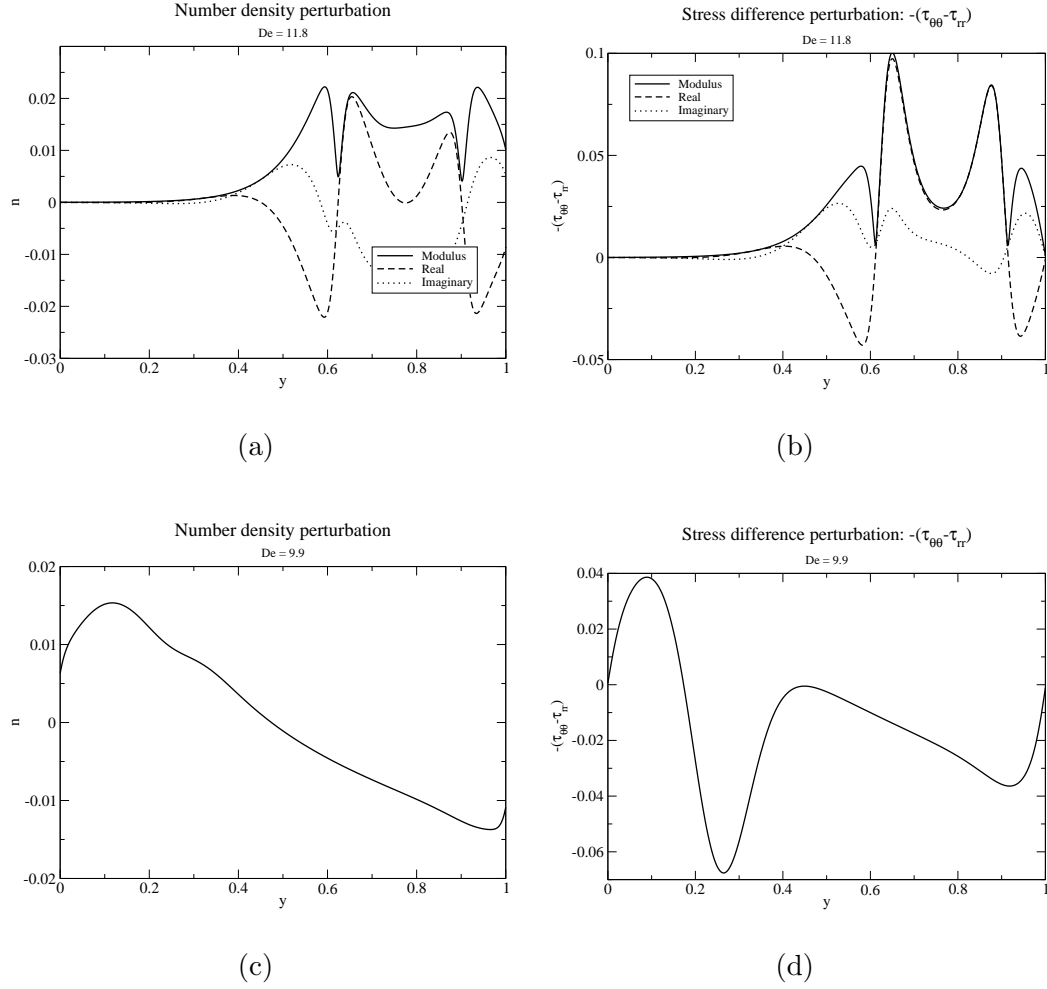 Number density perturbation
De = 11.8
0.02
0.01
0
-0.01
-0.02
-0.03
n
0
0.2
0.4
0.6
0.8
1
y
Modulus
Real
Imaginary
(a)
Stress difference perturbation: -(τθθ-τrr)
De = 11.8
0.1
0.05
0
-0.05
-(τθθ-τrr)
0
0.2
0.4
0.6
0.8
1
y
Modulus
Real
Imaginary
(b)
Number density perturbation
De = 9.9
0.02
0.01
0
-0.01
-0.02
n
0
0.2
0.4
0.6
0.8
1
y
(c)
Stress difference perturbation: -(τθθ-τrr)
De = 9.9
0.04
0.02
0
-0.02
-0.04
-0.06
-(τθθ-τrr)
0
0.2
0.4
0.6
0.8
1
y
(d)